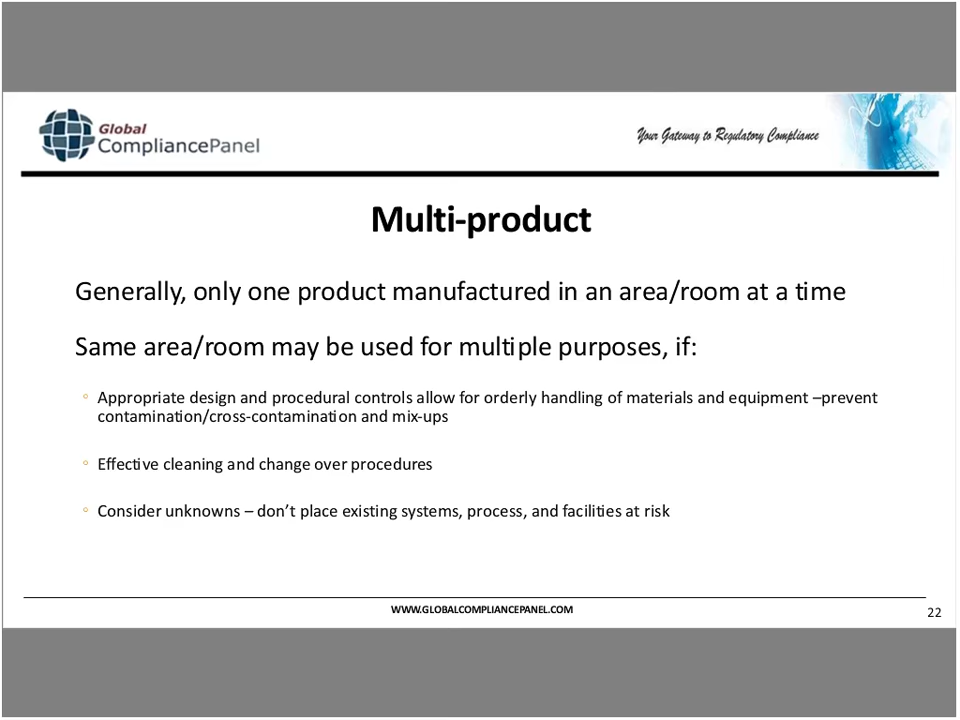 Global
CompliancePanel
Your Gateway to Regulatory Compliance
Multi-product
Generally, only one product manufactured in an area/room at a time
Same area/room may be used for multiple purposes, if:
◦ Appropriate design and procedural controls allow for orderly handling of materials and equipment –prevent
contamination/cross-contamination and mix-ups
◦ Effective cleaning and change over procedures
◦ Consider unknowns – don’t place existing systems, process, and facilities at risk
WWW.GLOBALCOMPLIANCEPANEL.COM
22